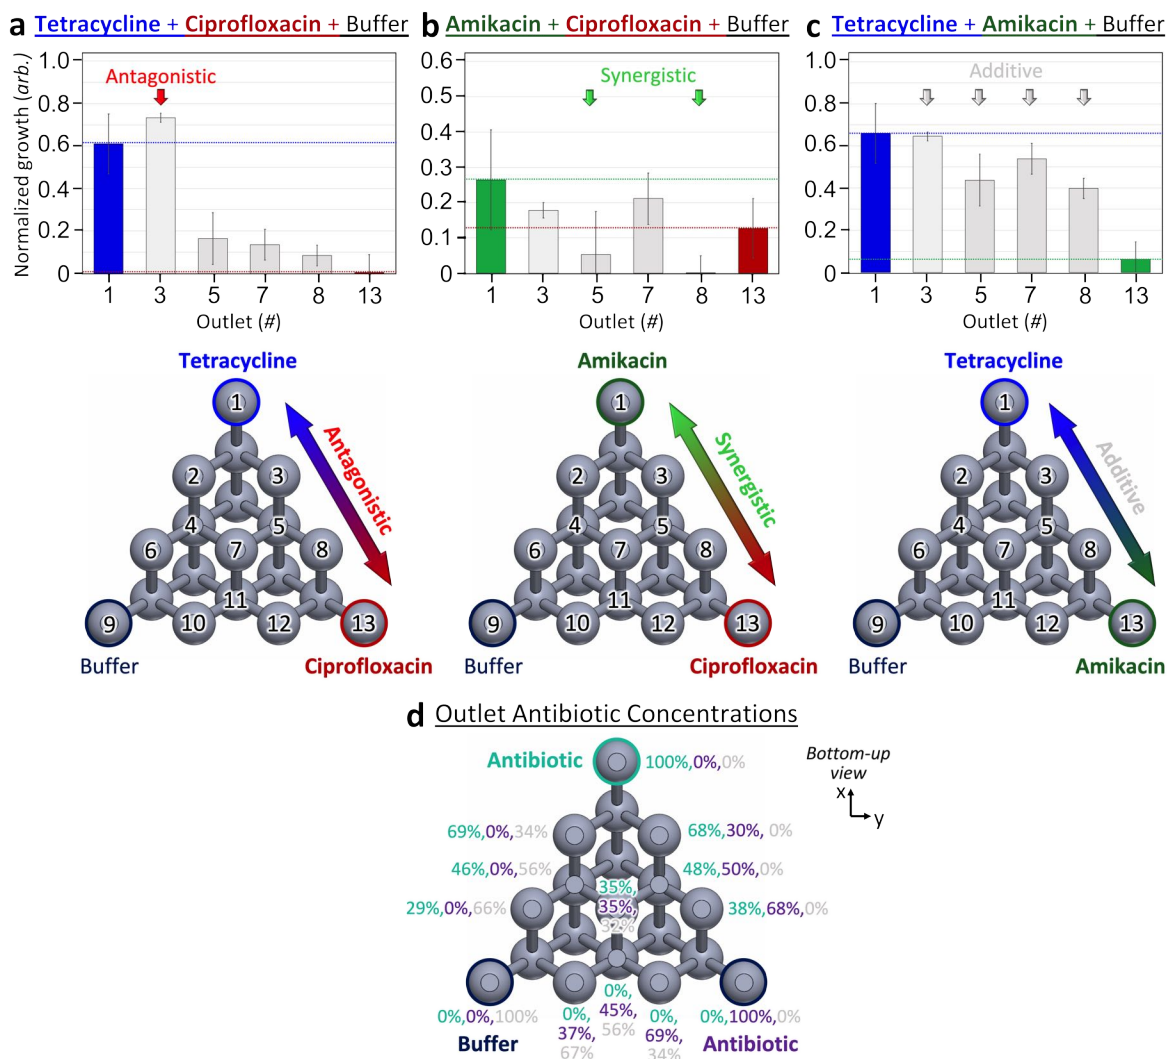 a Tetracycline + Ciprofloxacin + Buffer
Normalized growth (arb.)
1.0
0.8
0.6
0.4
0.2
0
Antagonistic
1 3 5 7 8 13
Outlet (#)
b Amikacin + Ciprofloxacin + Buffer
0.6
0.5
0.4
0.3
0.2
0.1
0
Synergistic
1 3 5 7 8 13
Outlet (#)
c Tetracycline + Amikacin + Buffer
1.0
0.8
0.6
0.4
0.2
0
Additive
1 3 5 7 8 13
Outlet (#)
Tetracycline
1
Antagonistic
2 3
4 5
6 7 8
11
9 10 12 13
Buffer
Ciprofloxacin
Amikacin
1
Synergistic
2 3
4 5
6 7 8
11
9 10 12 13
Buffer
Ciprofloxacin
Tetracycline
1
Additive
2 3
4 5
6 7 8
11
9 10 12 13
Buffer
Amikacin
d Outlet Antibiotic Concentrations
Antibiotic
100%,0%,0%
Bottom-up
view
x
y
69%,0%,34%
68%,30%, 0%
46%,0%,56%
48%,50%,0%
35%,
35%,
32%
29%,0%,66%
38%,68%,0%
0%,0%,100%
Buffer
0%,
37%,
67%
0%,
45%,
56%
0%,
69%,
34%
0%,100%,0%
Antibiotic